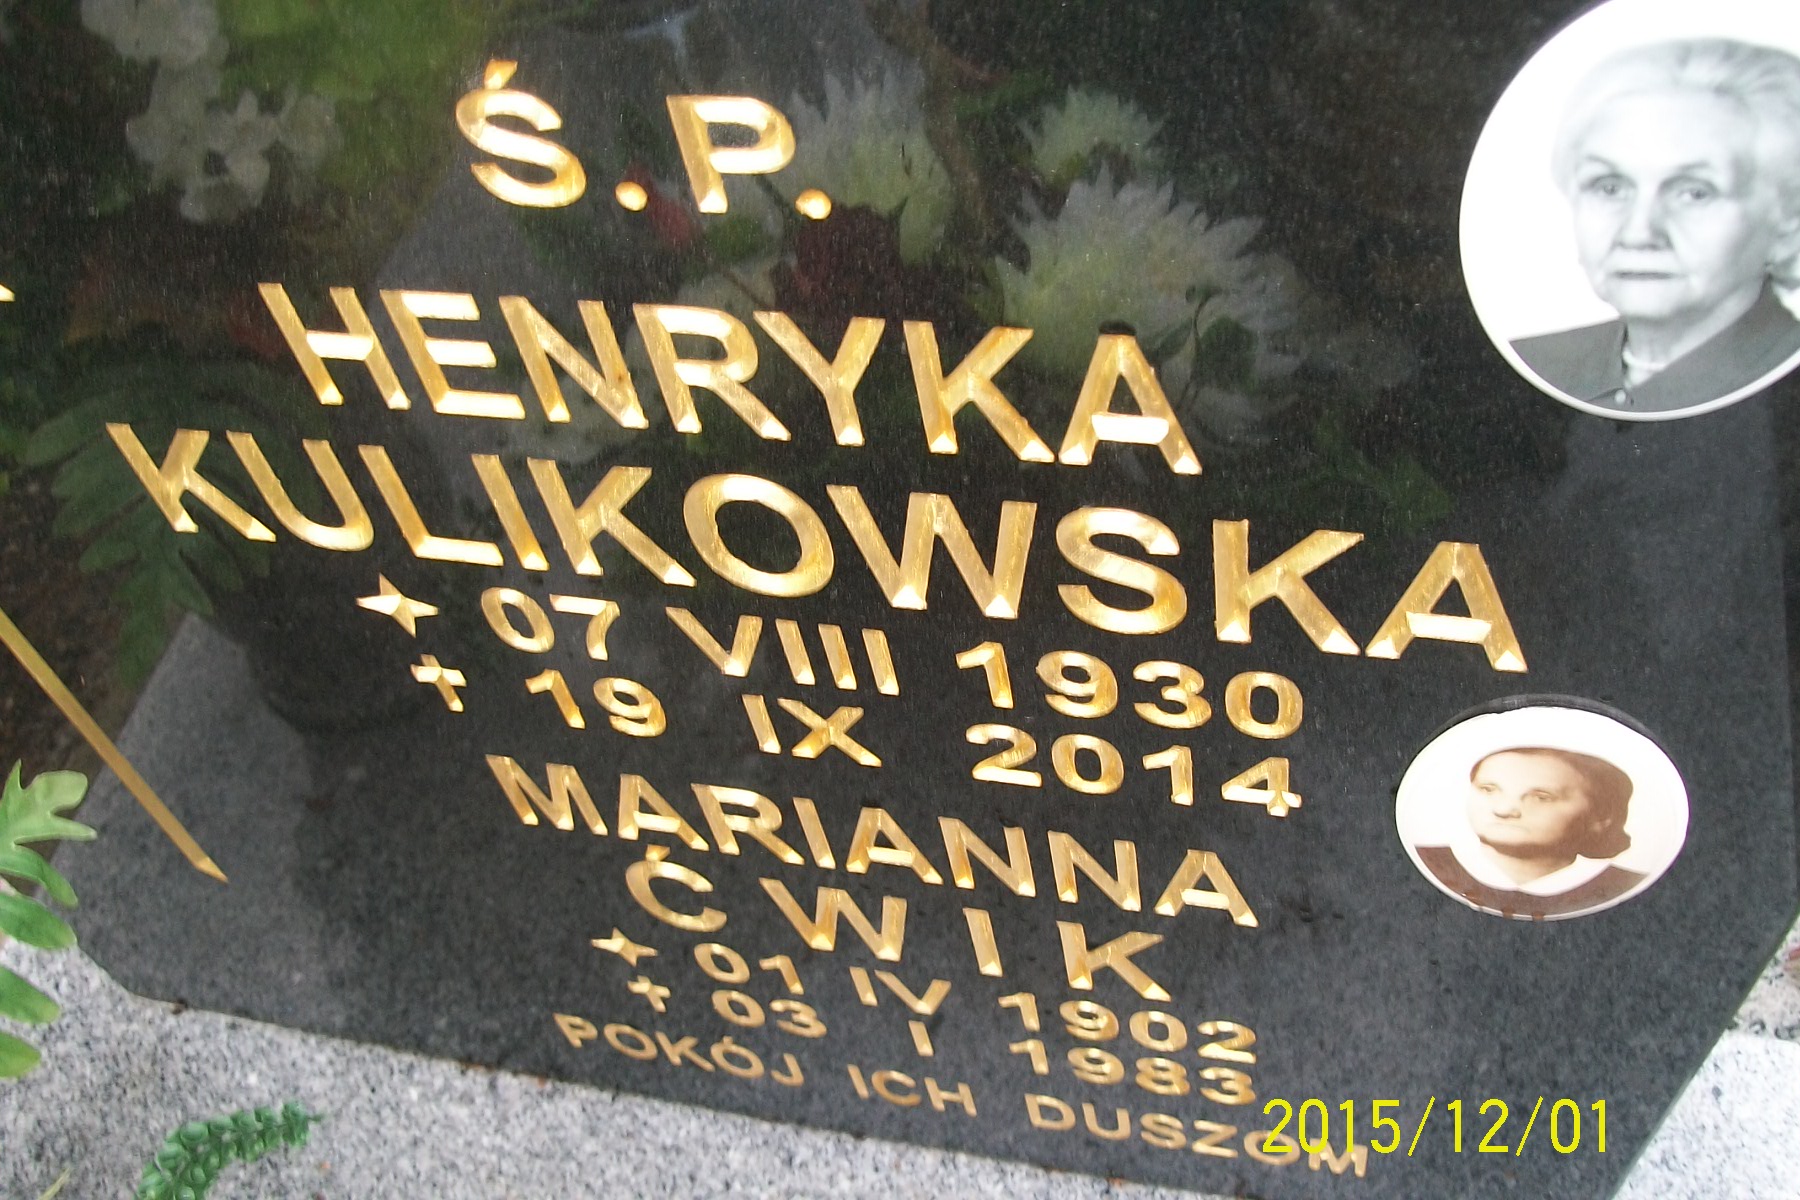 Ś.P.
HENRYKA
KULIKOWSKA
07 VIII 1930
† 19 IX 2014
MARIANNA
ĆWIK
01 IV 1902
† 03 I 1983
POKÓJ ICH DUSZOM
2015/12/01